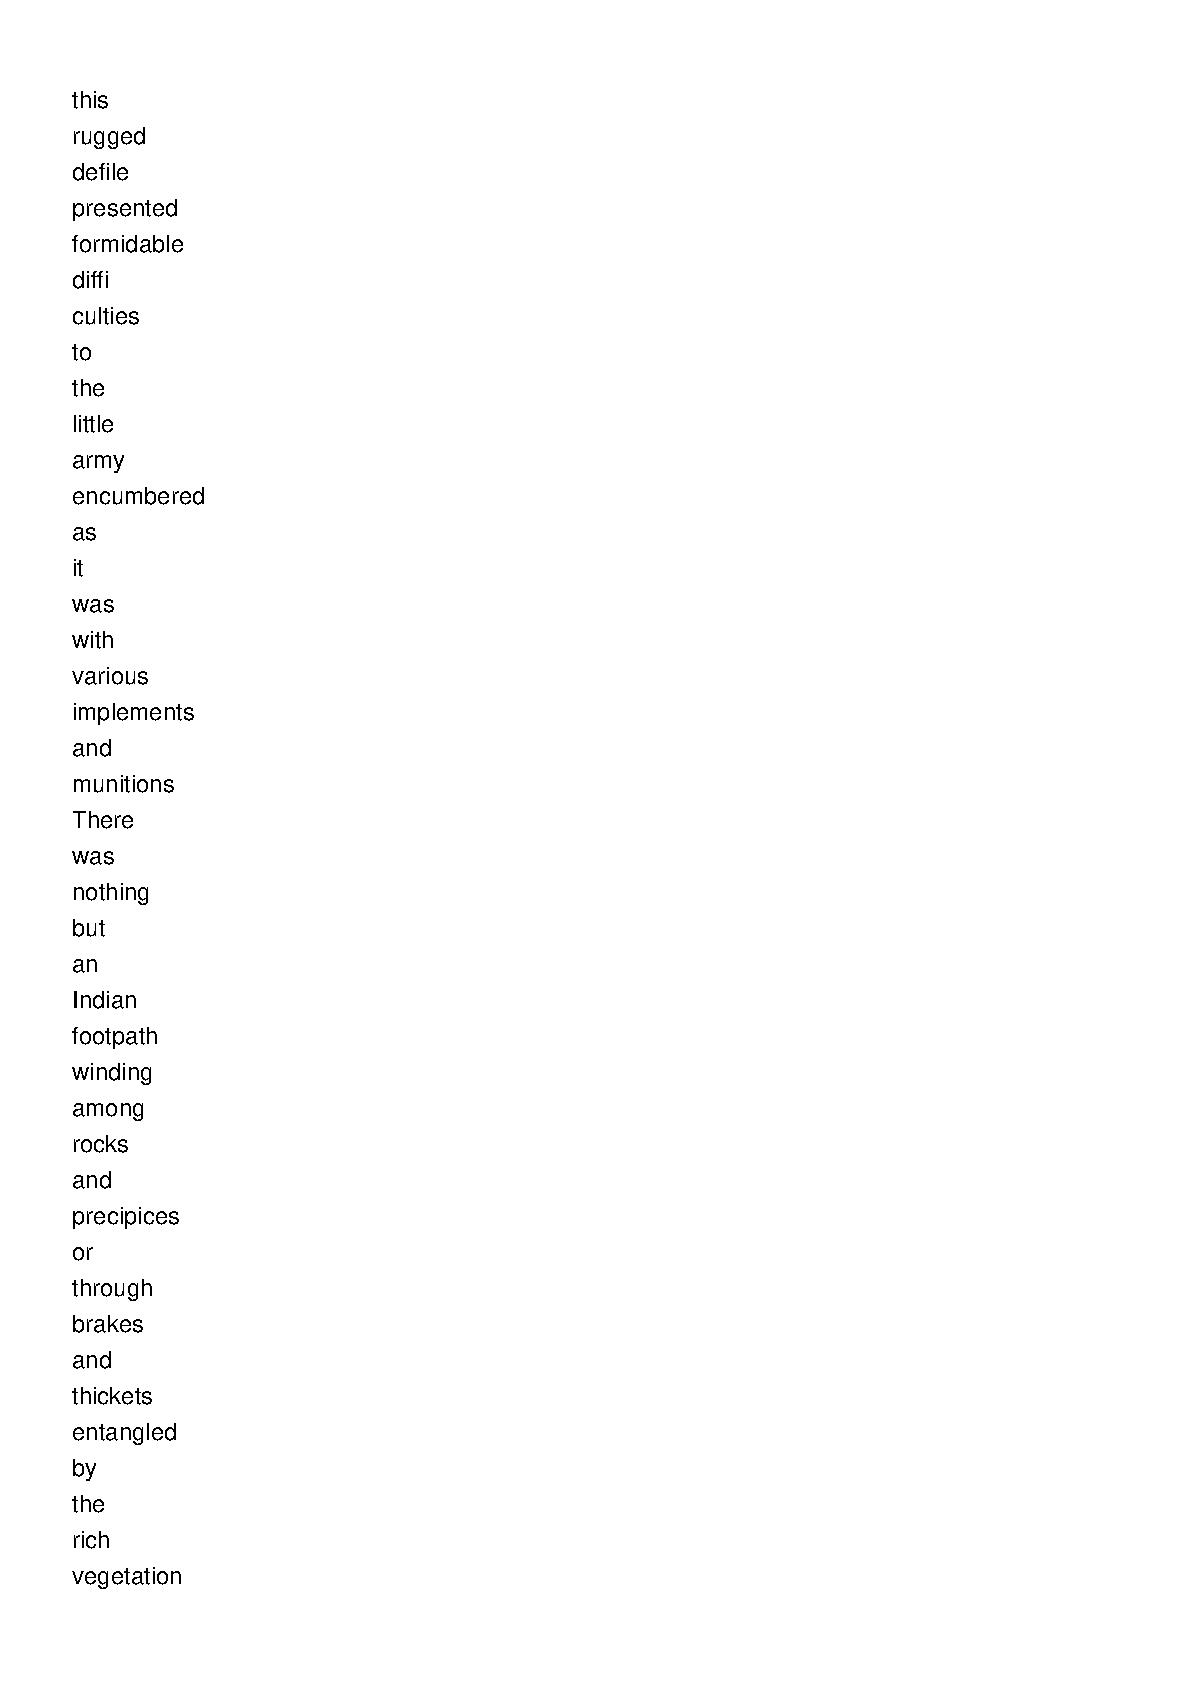 this
rugged
defile
presented
formidable
diffi
culties
to
the
little
army
encumbered
as
it
was
with
various
implements
and
munitions
There
was
nothing
but
an
Indian
footpath
winding
among
rocks
and
precipices
or
through
brakes
and
thickets
entangled
by
the
rich
vegetation